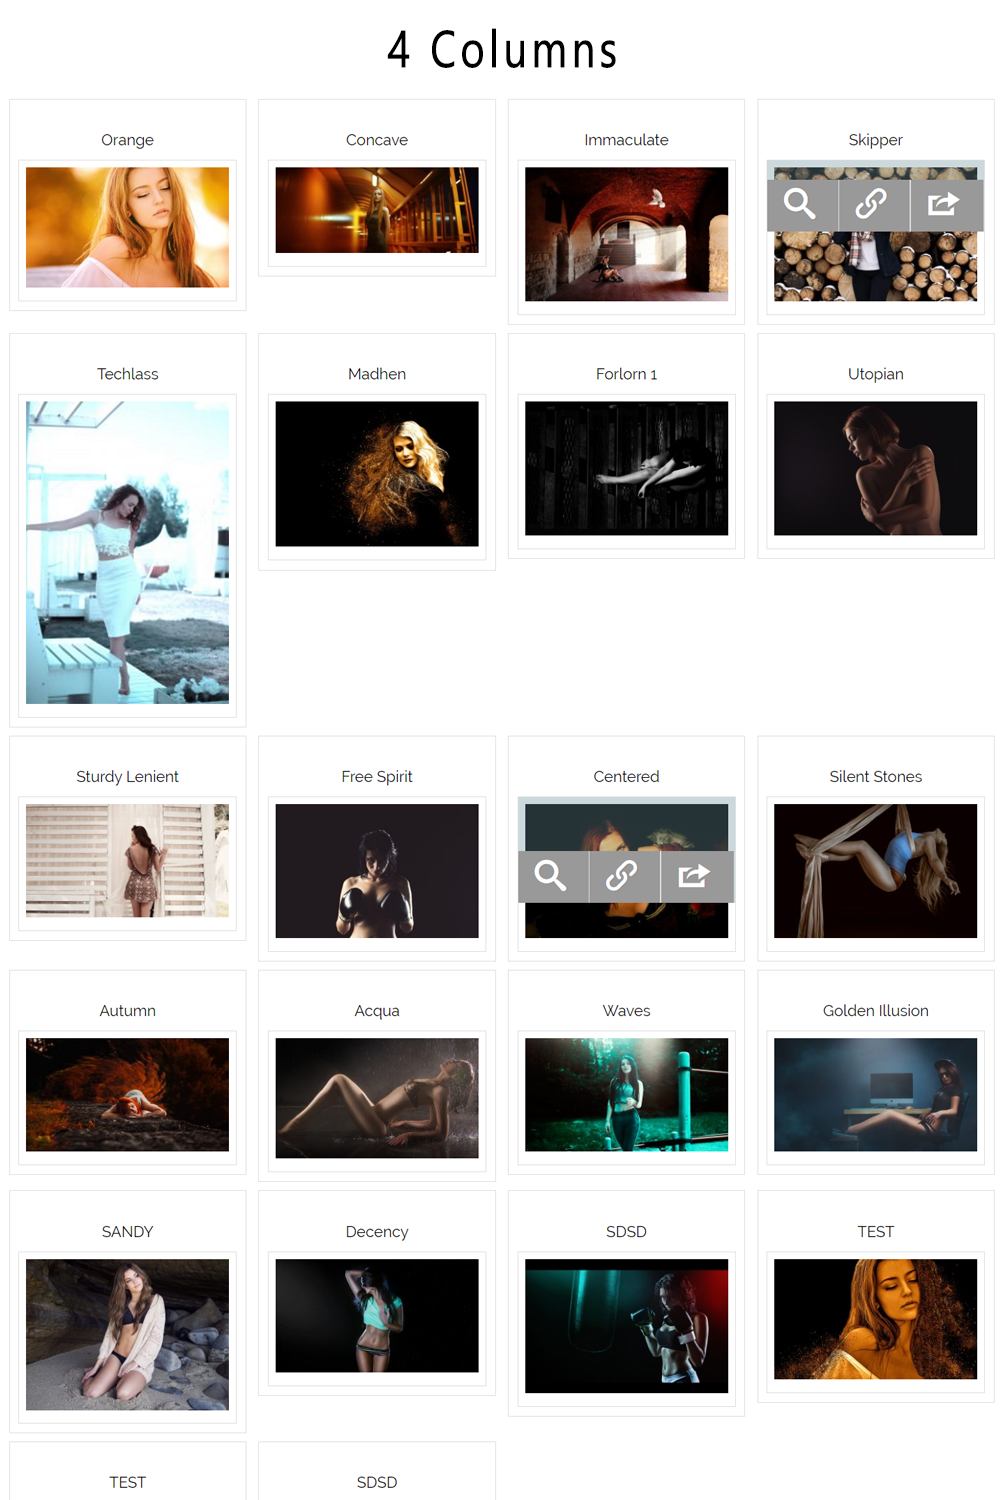 4 Columns
Orange
Concave
Immaculate
Skipper
Techlass
Madhen
Forlorn 1
Utopian
Sturdy Lenient
Free Spirit
Centered
Silent Stones
Autumn
Acqua
Waves
Golden Illusion
SANDY
Decency
SDSD
TEST
TEST
SDSD